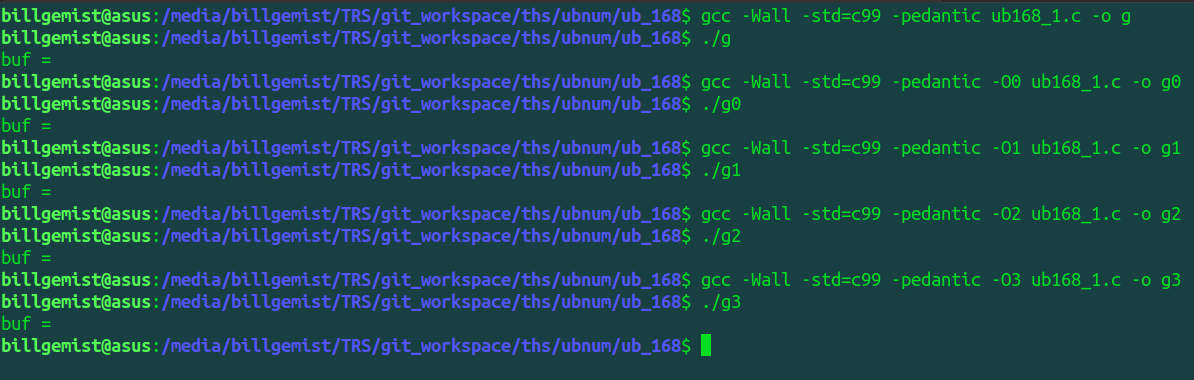 billgemist@asus:/media/billgemist/TRS/git_workspace/ths/ubnum/ub_168$ gcc -Wall -std=c99 -pedantic ub168_1.c -o g
billgemist@asus:/media/billgemist/TRS/git_workspace/ths/ubnum/ub_168$ ./g
buf =
billgemist@asus:/media/billgemist/TRS/git_workspace/ths/ubnum/ub_168$ gcc -Wall -std=c99 -pedantic -O0 ub168_1.c -o g0
billgemist@asus:/media/billgemist/TRS/git_workspace/ths/ubnum/ub_168$ ./g0
buf =
billgemist@asus:/media/billgemist/TRS/git_workspace/ths/ubnum/ub_168$ gcc -Wall -std=c99 -pedantic -O1 ub168_1.c -o g1
billgemist@asus:/media/billgemist/TRS/git_workspace/ths/ubnum/ub_168$ ./g1
buf =
billgemist@asus:/media/billgemist/TRS/git_workspace/ths/ubnum/ub_168$ gcc -Wall -std=c99 -pedantic -O2 ub168_1.c -o g2
billgemist@asus:/media/billgemist/TRS/git_workspace/ths/ubnum/ub_168$ ./g2
buf =
billgemist@asus:/media/billgemist/TRS/git_workspace/ths/ubnum/ub_168$ gcc -Wall -std=c99 -pedantic -O3 ub168_1.c -o g3
billgemist@asus:/media/billgemist/TRS/git_workspace/ths/ubnum/ub_168$ ./g3
buf =
billgemist@asus:/media/billgemist/TRS/git_workspace/ths/ubnum/ub_168$